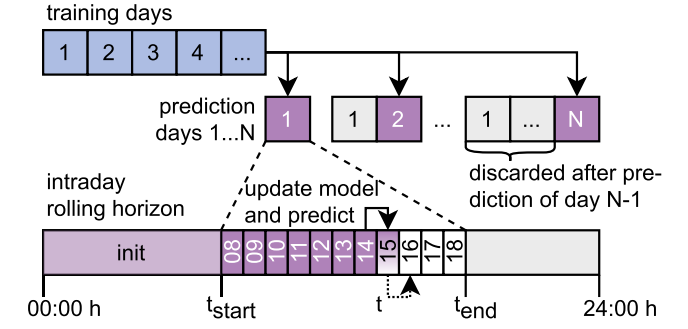 training days
1 2 3 4 ...
prediction
days 1...N
1 1 2 ... 1 ... N
discarded after pre-
diction of day N-1
intraday
rolling horizon
update model
and predict
init 08 09 10 11 12 13 14 15 16 17 18
00:00 h tstart t tend 24:00 h